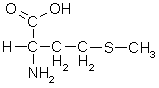 OH
O
C
H C C S CH₃
H₂ H₂
NH₂